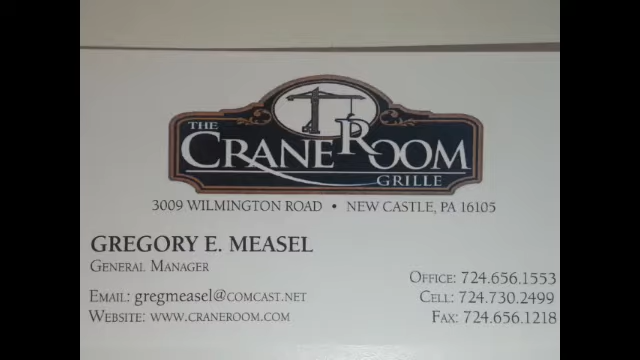 THE
CRANE ROOM
GRILLE
3009 WILMINGTON ROAD • NEW CASTLE, PA 16105
GREGORY E. MEASEL
GENERAL MANAGER
OFFICE: 724.656.1553
EMAIL: gregmeasel@COMCAST.NET
CELL: 724.730.2499
WEBSITE: WWW.CRANEROOM.COM
FAX: 724.656.1218